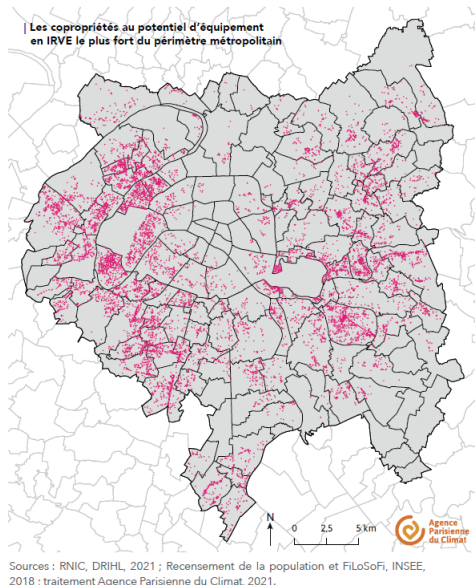 | Les copropriétés au potentiel d'équipement
en IRVE le plus fort du périmètre métropolitain
N
0 2,5 5 km
Agence
Parisienne
du Climat
Sources : RNIC, DRIHL, 2021 ; Recensement de la population et FiLoSoFi, INSEE,
2018 ; traitement Agence Parisienne du Climat, 2021.